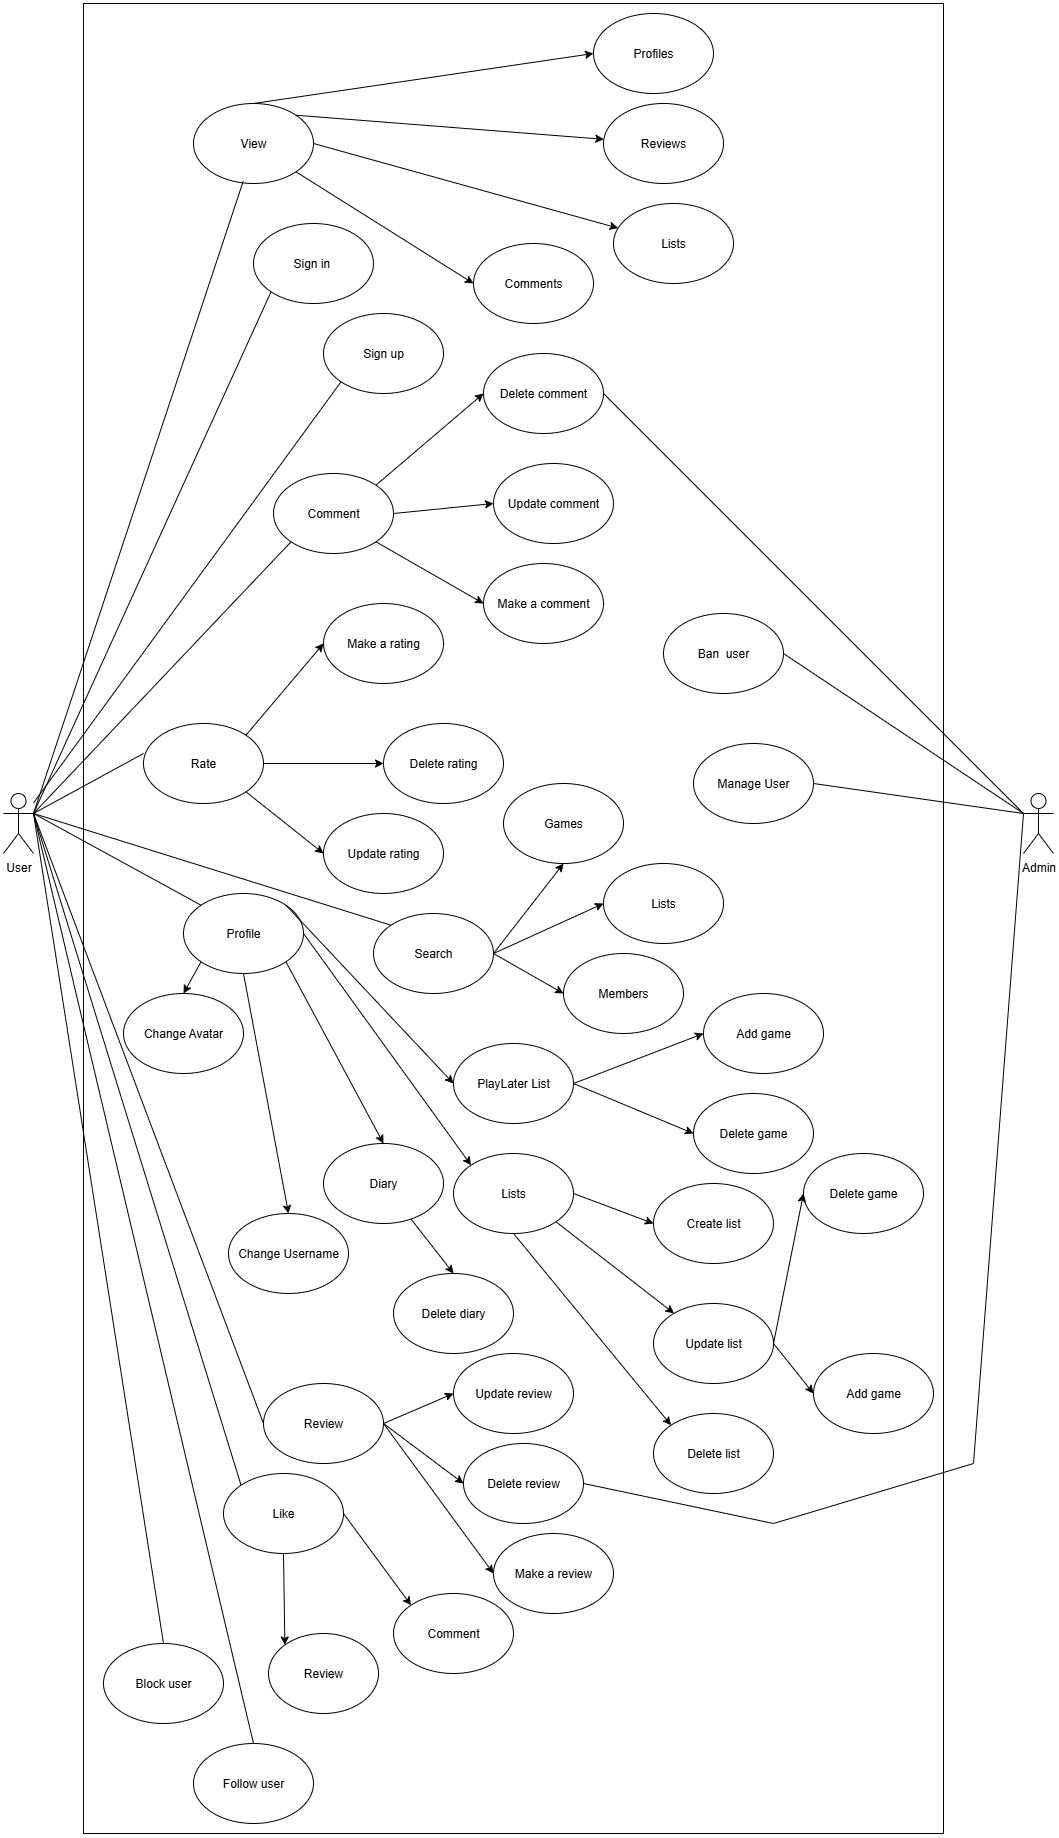 Profiles
View
Reviews
Lists
Sign in
Comments
Sign up
Delete comment
Update comment
Comment
Make a comment
Make a rating
Ban  user
Rate
Delete rating
Manage User
Games
Update rating
User
Admin
Lists
Profile
Search
Members
Change Avatar
Add game
PlayLater List
Delete game
Diary
Lists
Delete game
Create list
Change Username
Delete diary
Update list
Update review
Add game
Review
Delete list
Delete review
Like
Make a review
Comment
Review
Block user
Follow user